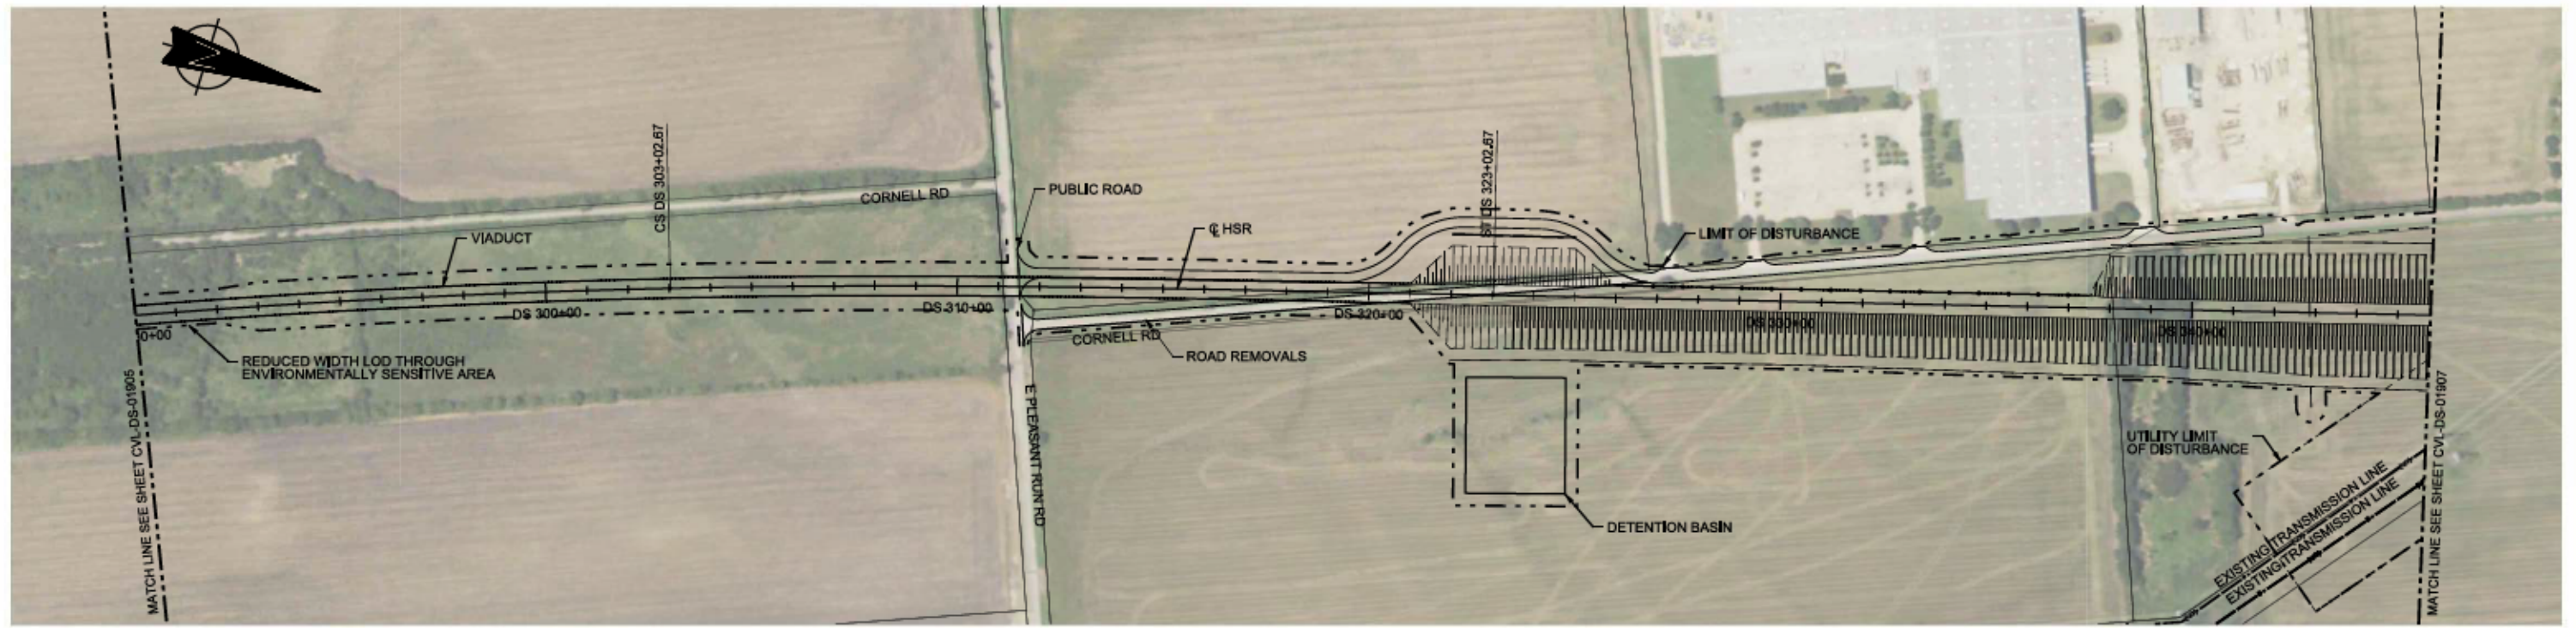 CORNELL RD
PUBLIC ROAD
CS DS 303+02.67
ST DS 323+02.67
VIADUCT
℄ HSR
LIMIT OF DISTURBANCE
0+00
DS 300+00
DS 310+00
DS 320+00
DS 330+00
DS 340+00
CORNELL RD
ROAD REMOVALS
REDUCED WIDTH LOD THROUGH
ENVIRONMENTALLY SENSITIVE AREA
MATCH LINE SEE SHEET CVL-DS-01905
E PLEASANT RUN RD
DETENTION BASIN
UTILITY LIMIT
OF DISTURBANCE
EXISTING TRANSMISSION LINE
EXISTING TRANSMISSION LINE
MATCH LINE SEE SHEET CVL-DS-01907